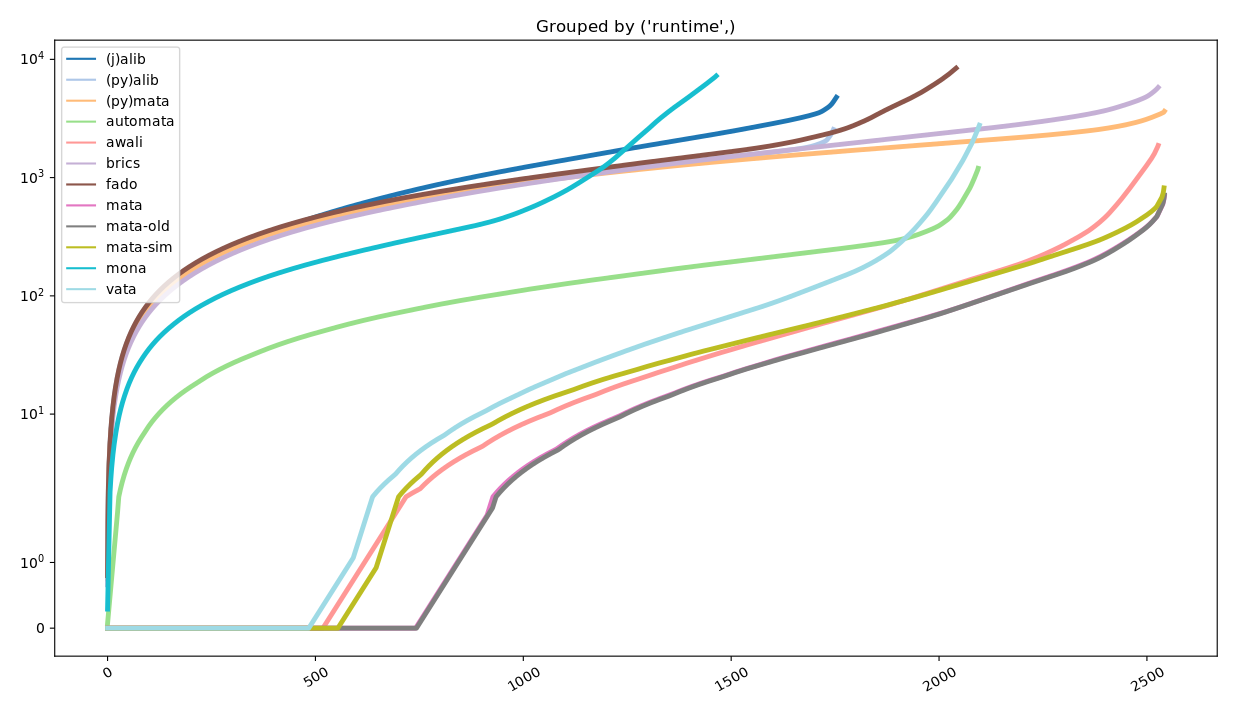 Grouped by ('runtime',)
(j)alib
(py)alib
(py)mata
automata
awali
brics
fado
mata
mata-old
mata-sim
mona
vata
10^4
10^3
10^2
10^1
10^0
0
0
500
1000
1500
2000
2500